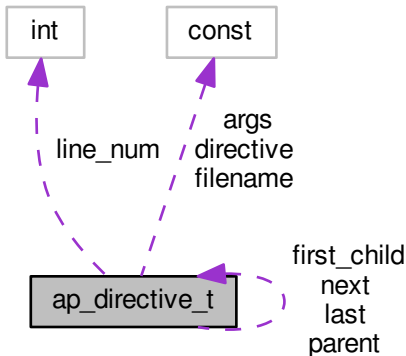 int
const
line_num
args
directive
filename
ap_directive_t
first_child
next
last
parent